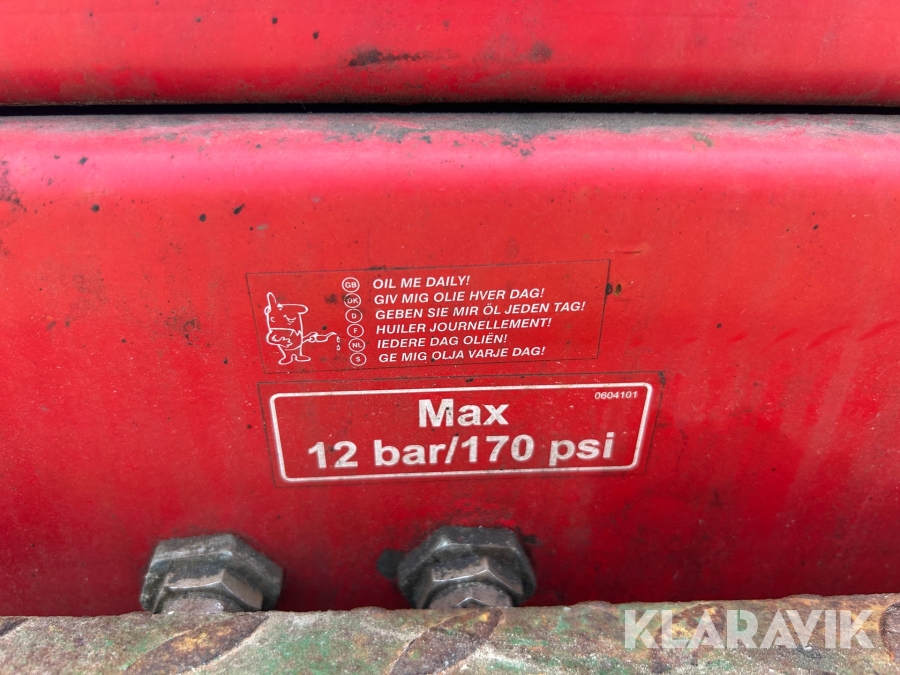 GB OIL ME DAILY!
DK GIV MIG OLIE HVER DAG!
D GEBEN SIE MIR ÖL JEDEN TAG!
F HUILER JOURNELLEMENT!
NL IEDERE DAG OLIËN!
S GE MIG OLJA VARJE DAG!
0604101
Max
12 bar/170 psi
KLARAVIK